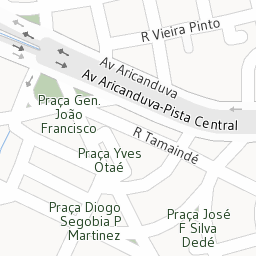 R Vieira Pinto
Av Aricanduva
Av Aricanduva-Pista Central
Praça Gen.
João
Francisco
R Tamaindé
Praça Yves
Otaé
Praça Diogo
Segobia P
Martinez
Praça José
F Silva
Dedé